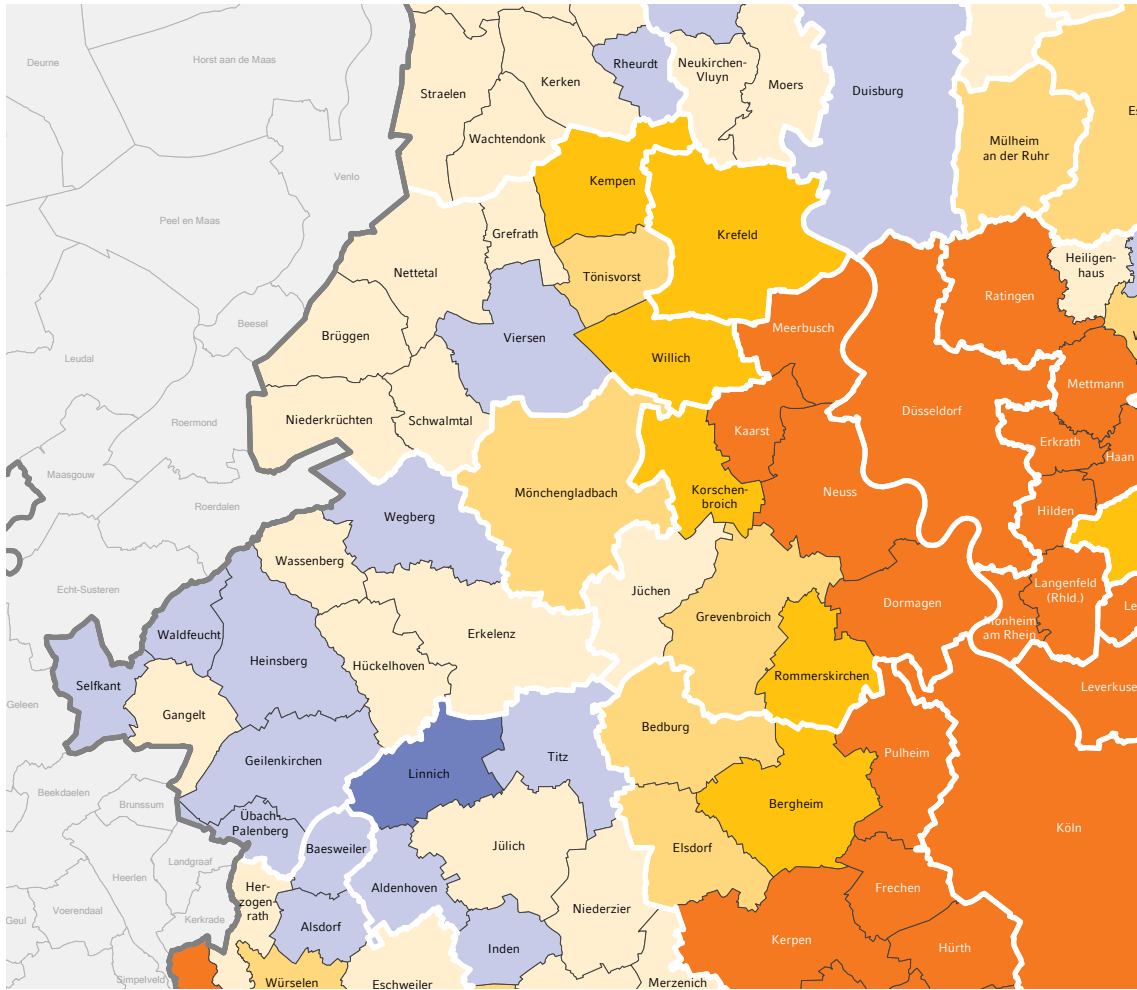 Deurne
Horst aan de Maas
Kerken
Rheurdt
Neukirchen-
Vluyn
Moers
Duisburg
Straelen
Wachtendonk
Mülheim
an der Ruhr
Venlo
Kempen
Peel en Maas
Grefrath
Krefeld
Nettetal
Tönisvorst
Heiligen-
haus
Ratingen
Beesel
Brüggen
Viersen
Meerbusch
Leudal
Willich
Mettmann
Niederkrüchten
Schwalmtal
Roermond
Kaarst
Düsseldorf
Erkrath
Haan
Maasgouw
Mönchengladbach
Korschen-
broich
Neuss
Roerdalen
Wegberg
Hilden
Wassenberg
Echt-Susteren
Jüchen
Langenfeld
(Rhld.)
Dormagen
Le
Grevenbroich
Waldfeucht
Erkelenz
Monheim
am Rhein
Heinsberg
Hückelhoven
Rommerskirchen
Selfkant
Leverkuse
Geleen
Gangelt
Bedburg
Titz
Pulheim
Geilenkirchen
Linnich
Beekdaelen
Brunssum
Bergheim
Übach-
Palenberg
Köln
Baesweiler
Jülich
Elsdorf
Landgraaf
Heerlen
Aldenhoven
Frechen
Her-
zogen-
rath
Niederzier
Voerendaal
Geul
Kerkrade
Alsdorf
Inden
Kerpen
Hürth
Simpelveld
Würselen
Eschweiler
Merzenich